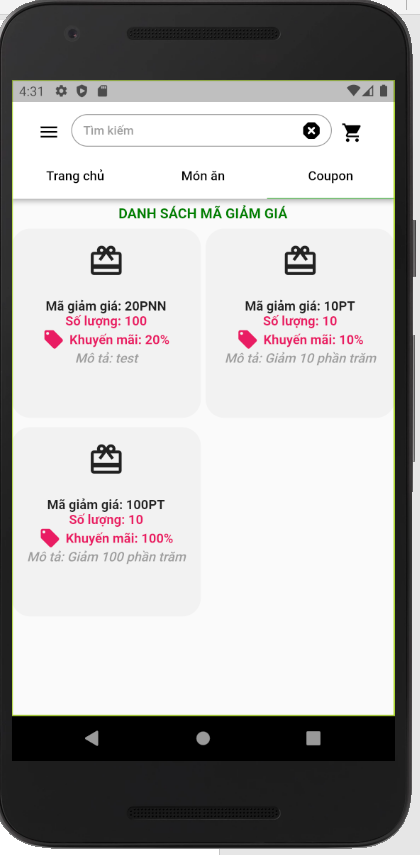 4:31
Tìm kiếm
Trang chủ Món ăn Coupon
DANH SÁCH MÃ GIẢM GIÁ
Mã giảm giá: 20PNN
Số lượng: 100
Khuyến mãi: 20%
Mô tả: test
Mã giảm giá: 10PT
Số lượng: 10
Khuyến mãi: 10%
Mô tả: Giảm 10 phần trăm
Mã giảm giá: 100PT
Số lượng: 10
Khuyến mãi: 100%
Mô tả: Giảm 100 phần trăm